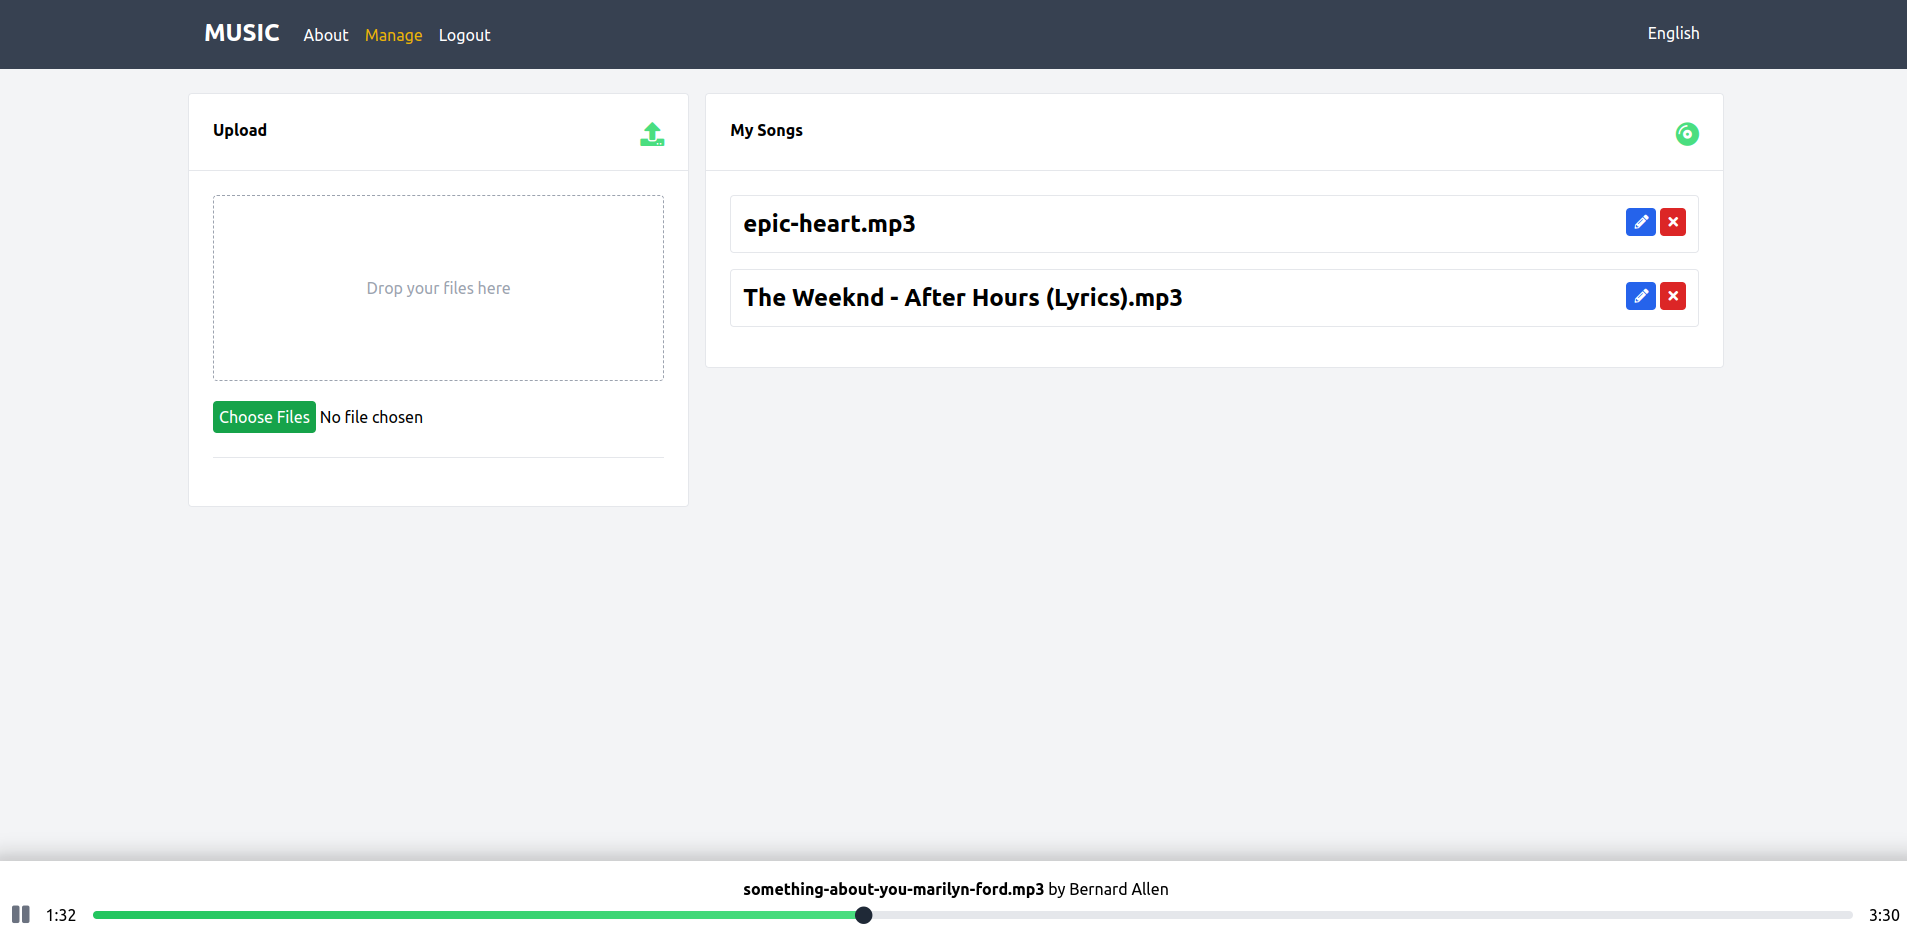 MUSIC About Manage Logout English
Upload
Drop your files here
Choose Files No file chosen
My Songs
epic-heart.mp3
The Weeknd - After Hours (Lyrics).mp3
something-about-you-marilyn-ford.mp3 by Bernard Allen
1:32 3:30